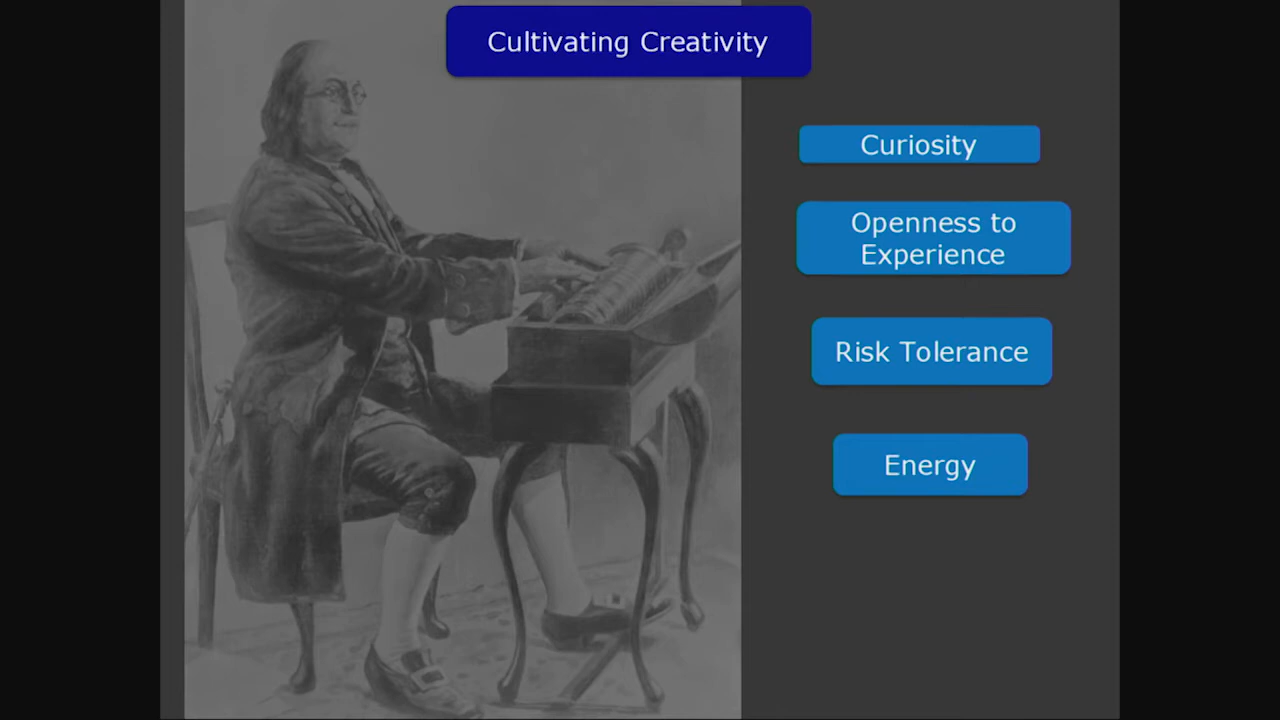 Cultivating Creativity
Curiosity
Openness to
Experience
Risk Tolerance
Energy